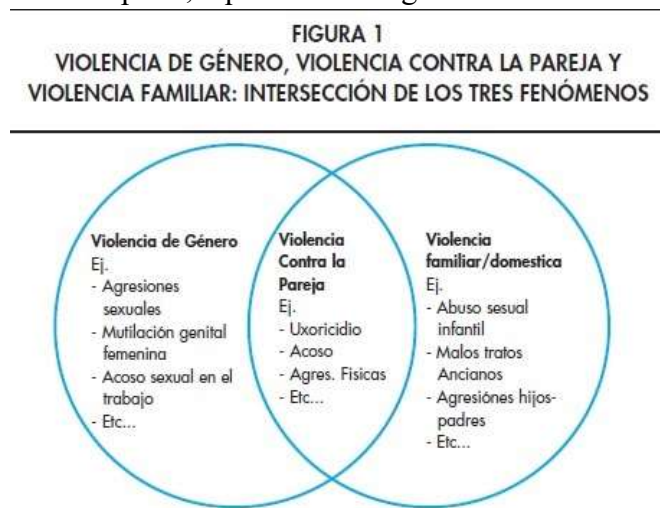 FIGURA 1
VIOLENCIA DE GÉNERO, VIOLENCIA CONTRA LA PAREJA Y
VIOLENCIA FAMILIAR: INTERSECCIÓN DE LOS TRES FENÓMENOS
Violencia de Género
Ej.
- Agresiones
sexuales
- Mutilación genital
femenina
- Acoso sexual en el
trabajo
- Etc...
Violencia
Contra la
Pareja
Ej.
- Uxoricidio
- Acoso
- Agres. Fisicas
- Etc...
Violencia
familiar/domestica
Ej.
- Abuso sesual
infantil
- Malos tratos
Ancianos
- Agresiónes hijos-
padres
- Etc...